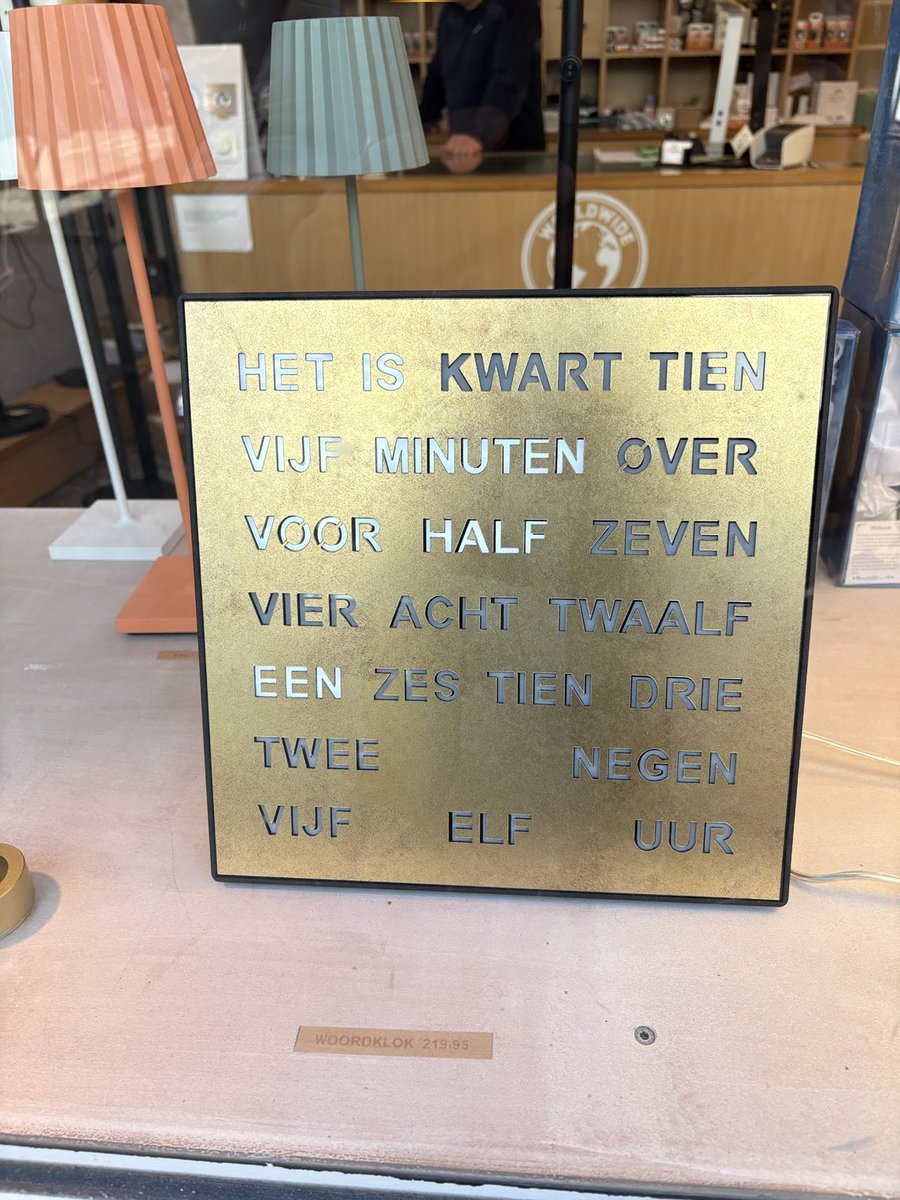 WORLDWIDE
HET IS KWART TIEN
VIJF MINUTEN OVER
VOOR HALF ZEVEN
VIER ACHT TWAALF
EEN ZES TIEN DRIE
TWEE NEGEN
VIJF ELF UUR
WOORDKLOK 219.95